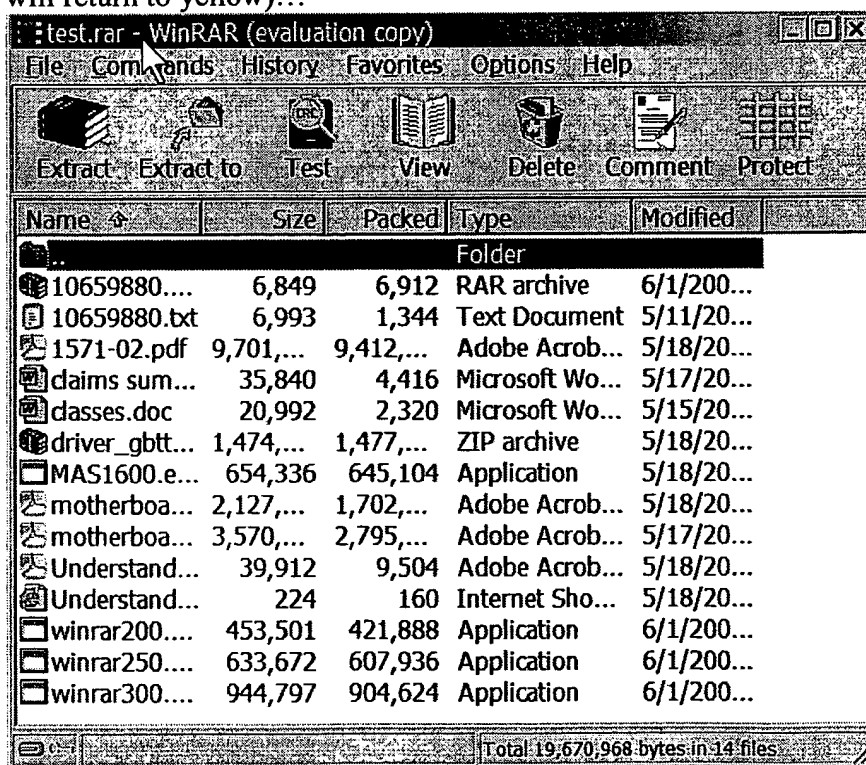 will return to yellow)…
test.rar - WinRAR (evaluation copy)
File Commands History Favorites Options Help
Extract Extract to Test View Delete Comment Protect
Name Size Packed Type Modified
.. Folder
10659880.... 6,849 6,912 RAR archive 6/1/200...
10659880.txt 6,993 1,344 Text Document 5/11/20...
1571-02.pdf 9,701,... 9,412,... Adobe Acrob... 5/18/20...
claims sum... 35,840 4,416 Microsoft Wo... 5/17/20...
classes.doc 20,992 2,320 Microsoft Wo... 5/15/20...
driver_gbtt... 1,474,... 1,477,... ZIP archive 5/18/20...
MAS1600.e... 654,336 645,104 Application 5/18/20...
motherboa... 2,127,... 1,702,... Adobe Acrob... 5/18/20...
motherboa... 3,570,... 2,795,... Adobe Acrob... 5/17/20...
Understand... 39,912 9,504 Adobe Acrob... 5/18/20...
Understand... 224 160 Internet Sho... 5/18/20...
winrar200.... 453,501 421,888 Application 6/1/200...
winrar250.... 633,672 607,936 Application 6/1/200...
winrar300.... 944,797 904,624 Application 6/1/200...
Total 19,670,968 bytes in 14 files